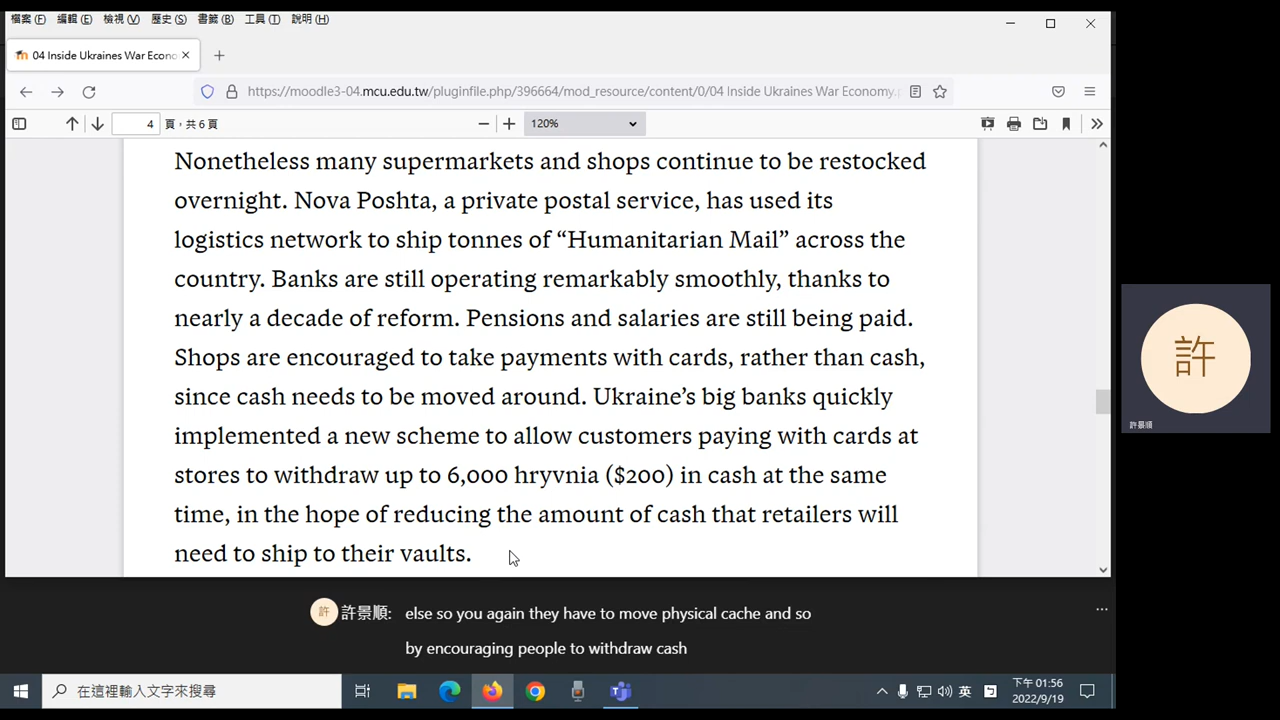 檔案(F) 編輯(E) 檢視(V) 歷史(S) 書籤(B) 工具(T) 說明(H)
04 Inside Ukraines War Econo
https://moodle3-04.mcu.edu.tw/pluginfile.php/396664/mod_resource/content/0/04 Inside Ukraines War Economy.p
4 頁，共 6 頁
120%
Nonetheless many supermarkets and shops continue to be restocked
overnight. Nova Poshta, a private postal service, has used its
logistics network to ship tonnes of “Humanitarian Mail” across the
country. Banks are still operating remarkably smoothly, thanks to
nearly a decade of reform. Pensions and salaries are still being paid.
Shops are encouraged to take payments with cards, rather than cash,
since cash needs to be moved around. Ukraine’s big banks quickly
implemented a new scheme to allow customers paying with cards at
stores to withdraw up to 6,000 hryvnia ($200) in cash at the same
time, in the hope of reducing the amount of cash that retailers will
need to ship to their vaults.
許
許景順
許 許景順: else so you again they have to move physical cache and so
by encouraging people to withdraw cash
在這裡輸入文字來搜尋
英
下午 01:56
2022/9/19